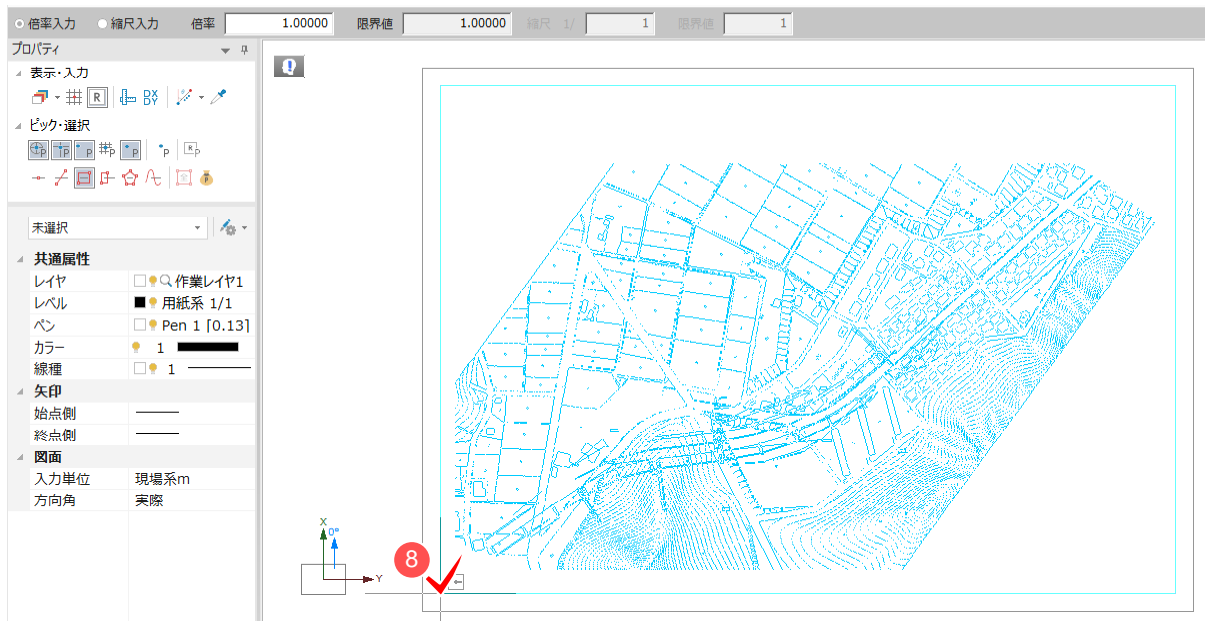 倍率入力 縮尺入力 倍率 1.00000 限界値 1.00000 縮尺 1/ 1 限界値 1
プロパティ
表示・入力
R DX DY
ピック・選択
P P P P P P R P
P
未選択
共通属性
レイヤ 作業レイヤ1
レベル 用紙系 1/1
ペン Pen 1 [0.13]
カラー 1
線種 1
矢印
始点側
終点側
図面
入力単位 現場系m
方向角 実際
X
0°
Y
8